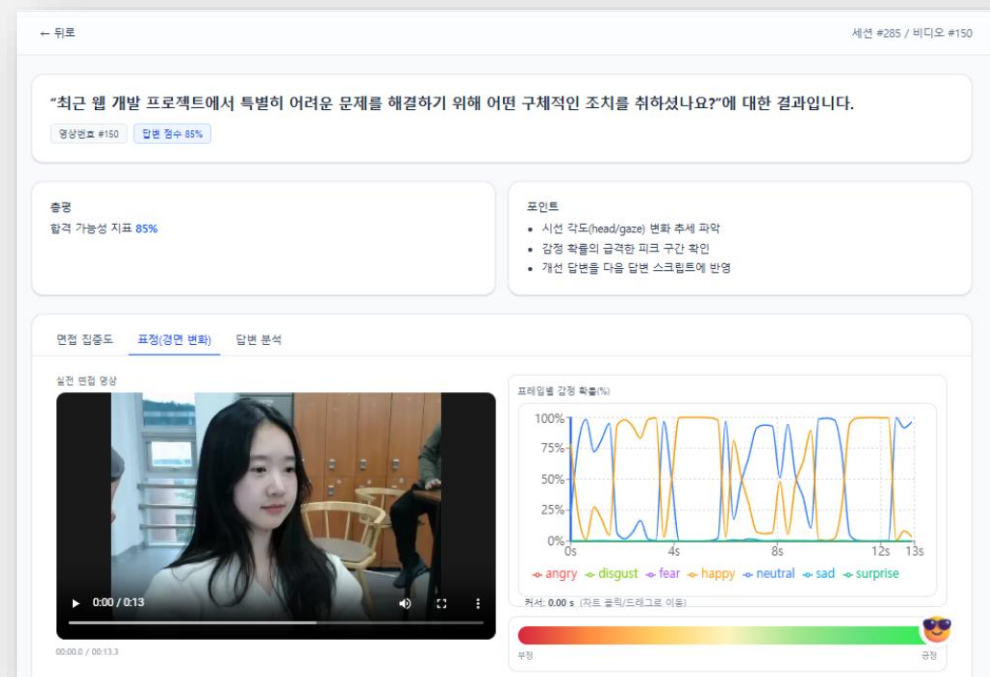 ← 뒤로
세션 #285 / 비디오 #150
"최근 웹 개발 프로젝트에서 특별히 어려운 문제를 해결하기 위해 어떤 구체적인 조치를 취하셨나요?"에 대한 결과입니다.
영상번호 #150
답변 점수 85%
총평
합격 가능성 지표 85%
포인트
• 시선 각도(head/gaze) 변화 추세 파악
• 감정 확률의 급격한 피크 구간 확인
• 개선 답변을 다음 답변 스크립트에 반영
면접 집중도
표정(경면 변화)
답변 분석
실전 면접 영상
0:00 / 0:13
00:00.0 / 00:13.3
프레임별 감정 확률(%)
100%
75%
50%
25%
0%
0s 4s 8s 12s 13s
angry disgust fear happy neutral sad surprise
커서: 0.00 s (차트 클릭/드래그로 이동)
부정
긍정